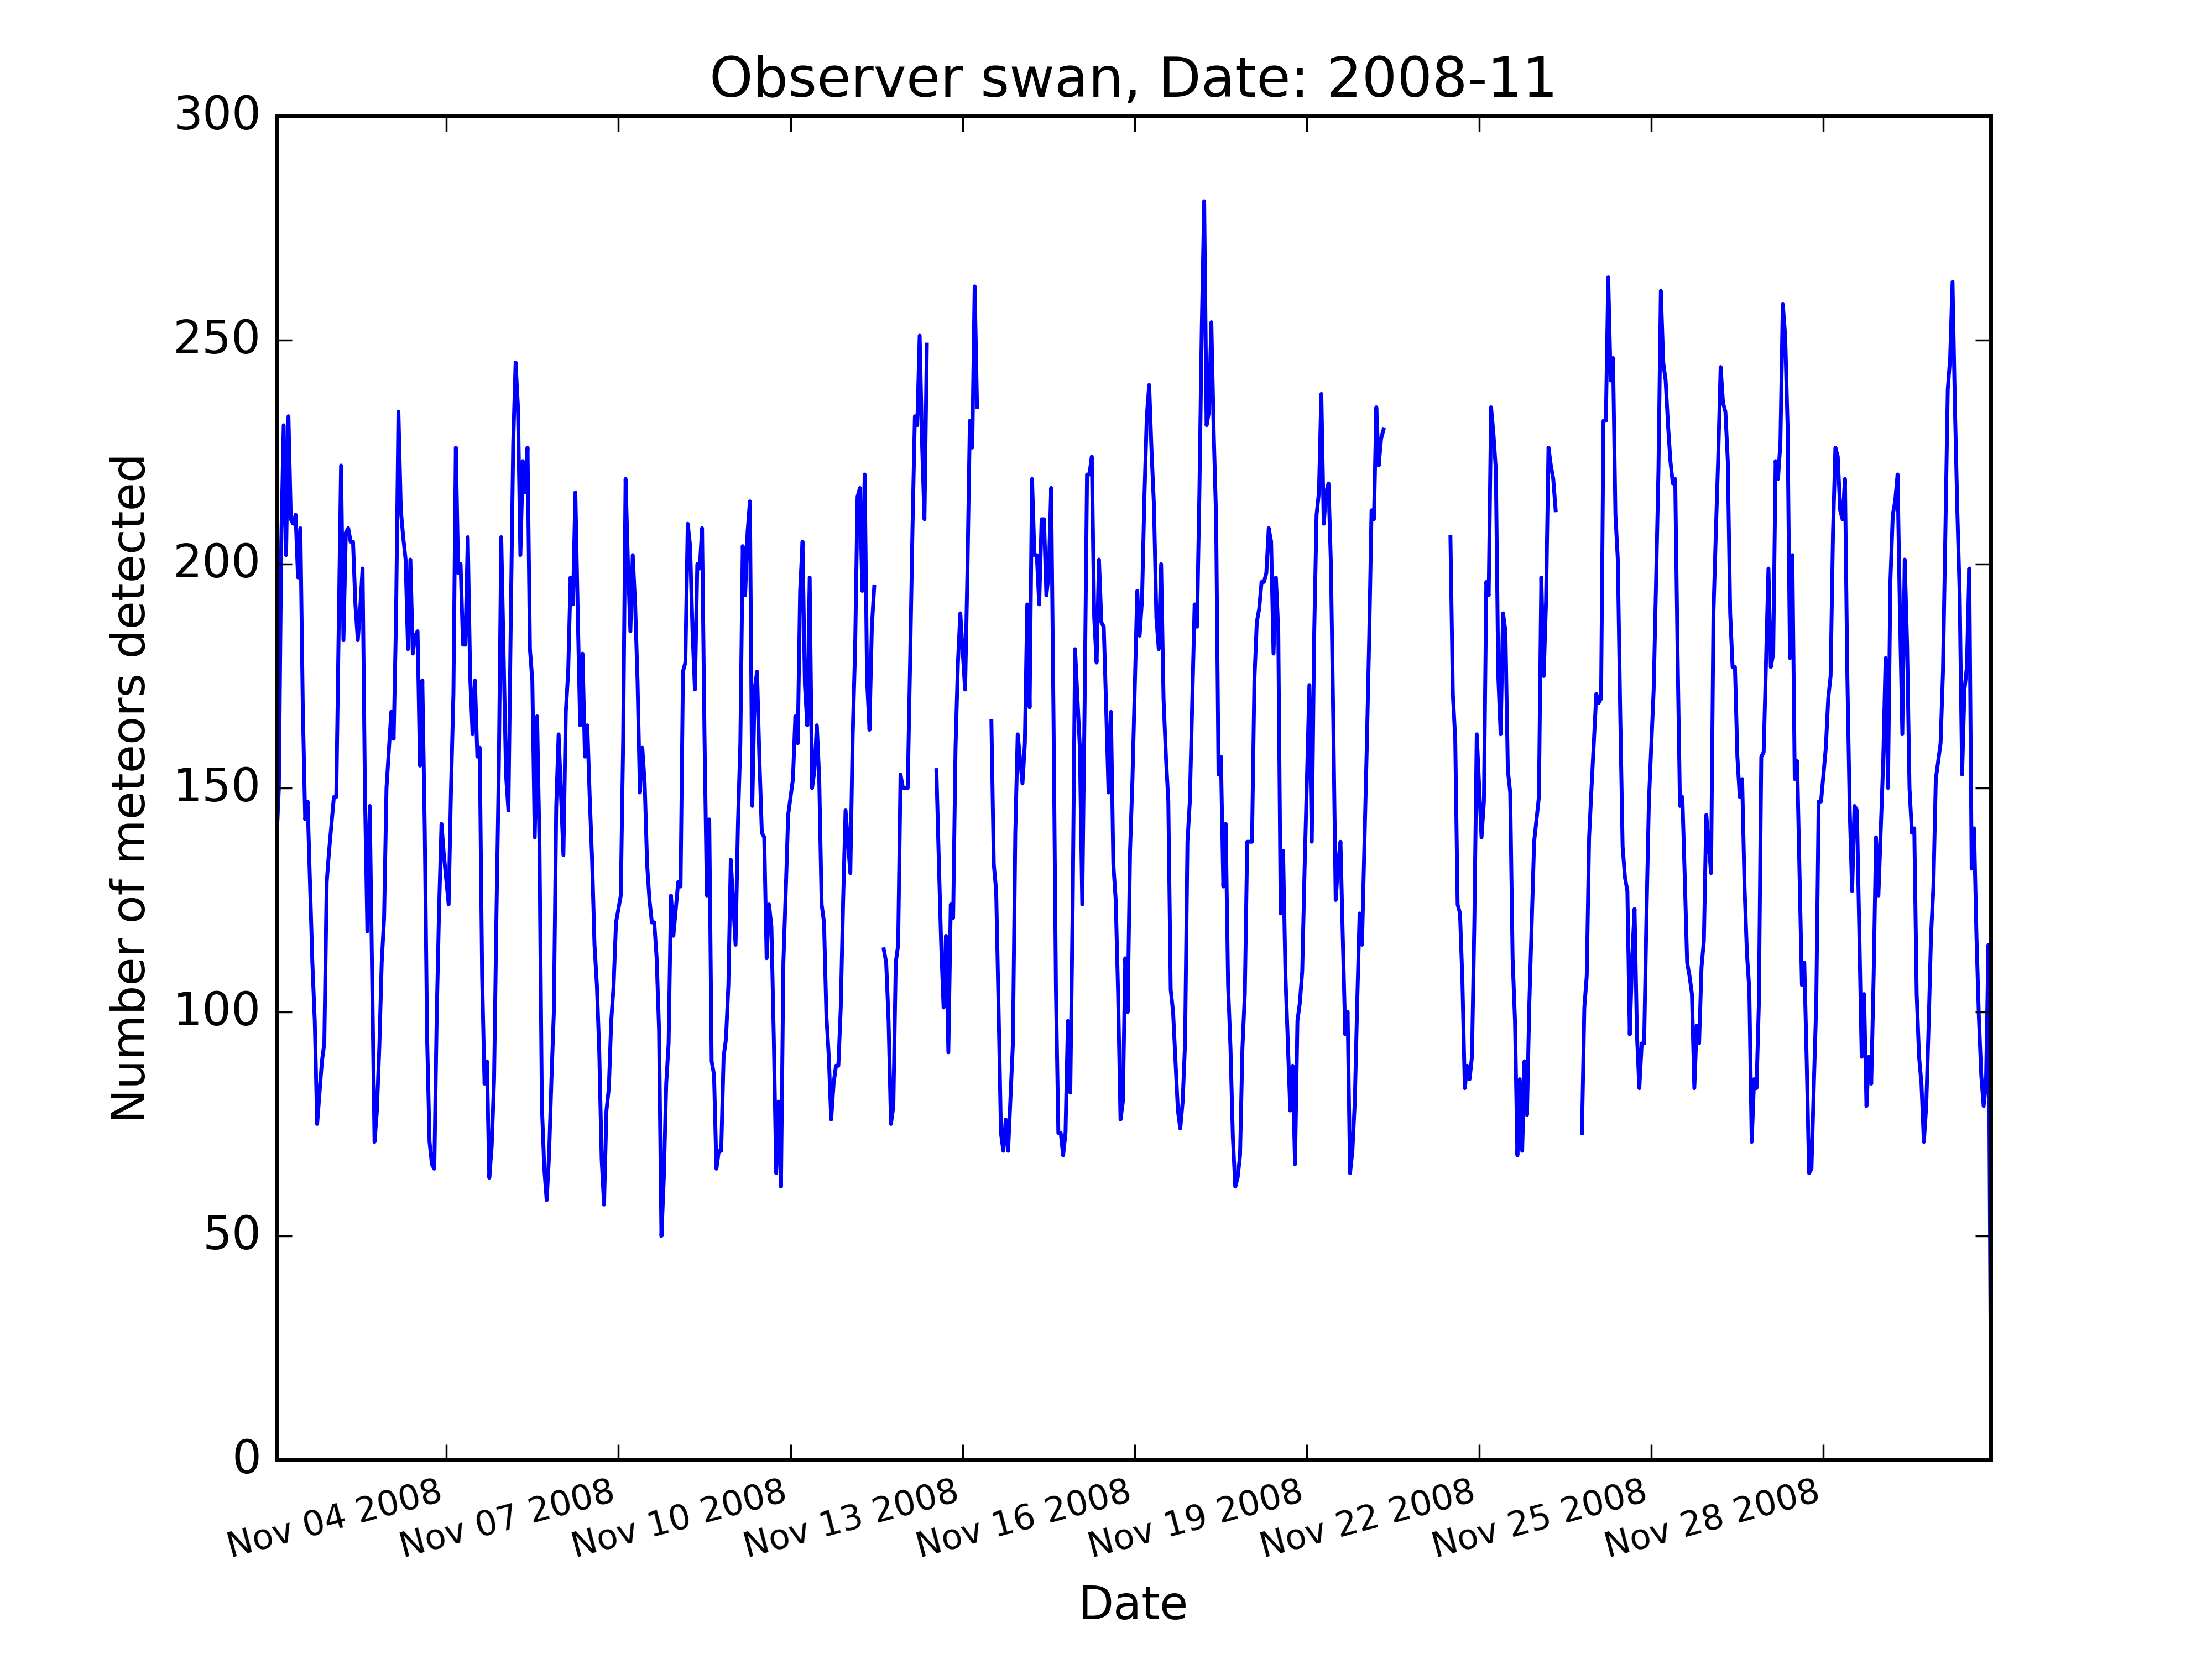 Observer swan, Date: 2008-11
300
250
200
150
100
50
0
Number of meteors detected
Nov 04 2008
Nov 07 2008
Nov 10 2008
Nov 13 2008
Nov 16 2008
Nov 19 2008
Nov 22 2008
Nov 25 2008
Nov 28 2008
Date